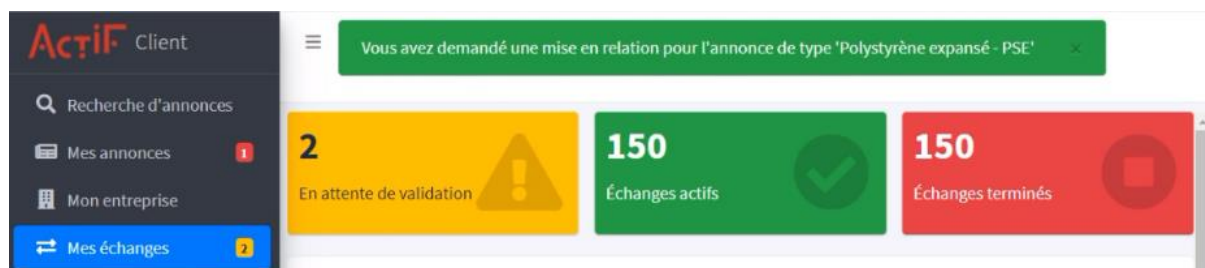 ACTIF Client
Vous avez demandé une mise en relation pour l'annonce de type 'Polystyrène expansé - PSE' ×
Recherche d'annonces
Mes annonces 1
Mon entreprise
Mes échanges 2
2
En attente de validation
150
Échanges actifs
150
Échanges terminés